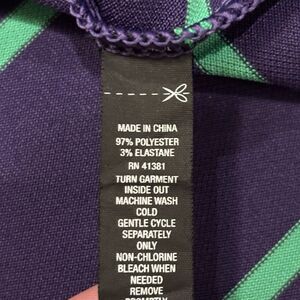 MADE IN CHINA
97% POLYESTER
3% ELASTANE
RN 41381
TURN GARMENT
INSIDE OUT
MACHINE WASH
COLD
GENTLE CYCLE
SEPARATELY
ONLY
NON-CHLORINE
BLEACH WHEN
NEEDED
REMOVE
PROMPTLY